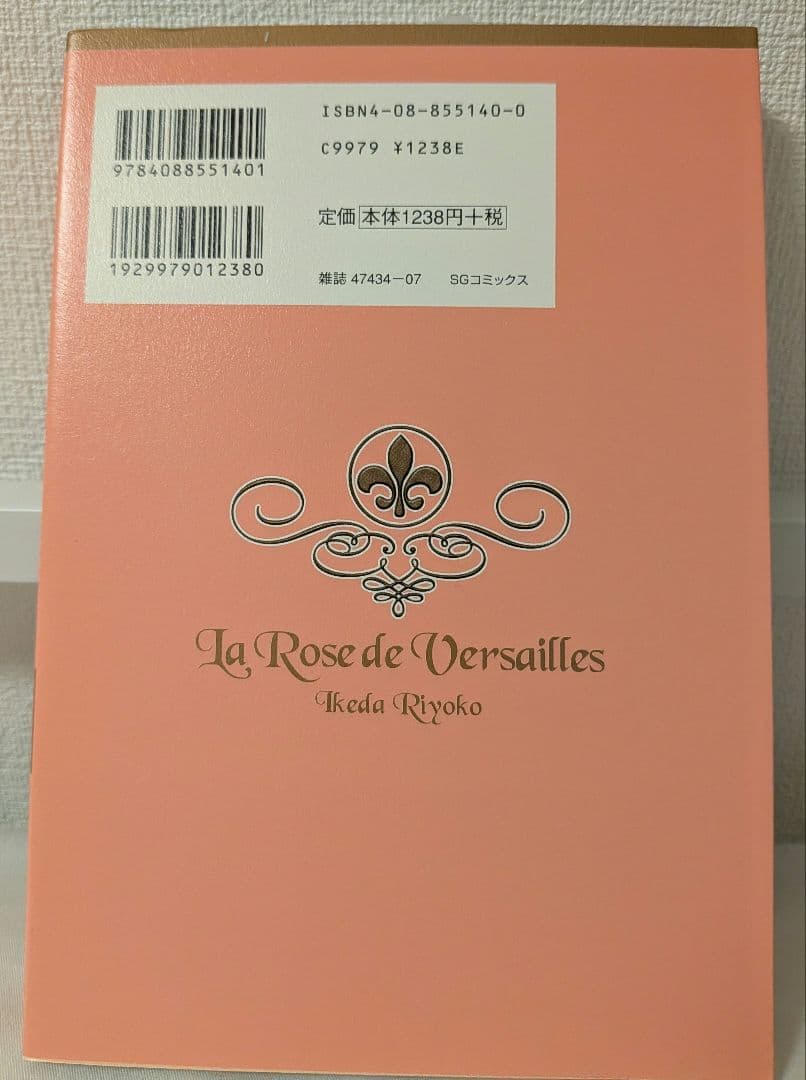 ISBN4-08-855140-0
C9979 ¥1238E
9784088551401
定価 本体1238円+税
1929979012380
雑誌 47434-07 SGコミックス
La Rose de Versailles
Ikeda Riyoko